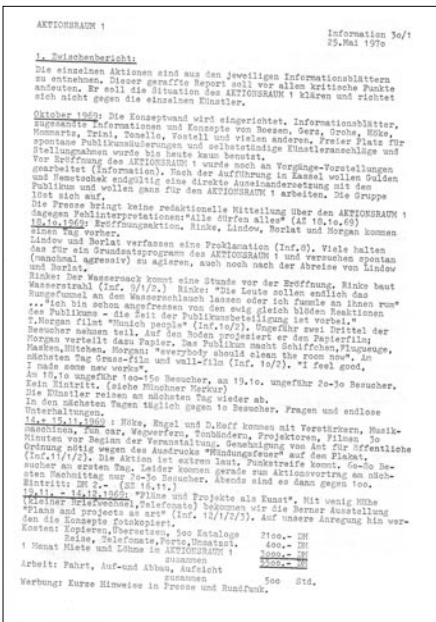 AKTIONSRAUM 1
Information 30/1
25.Mai 1970
1. Zwischenbericht:
Die einzelnen Aktionen sind aus den jeweiligen Informationsblättern
zugänglich. Dieser geraffte Report soll vor allem kritische Punkte
andeuten. Er soll die Situation des AKTIONSRAUM 1 klären und richtet
sich nicht gegen die einzelnen Künstler.
Oktober 1969: Die Konzeptwand wird eingerichtet. Informationsblätter,
zugesandte Informationen und Konzepte von Boezem, Gerz, Grohse, Höke,
Mommartz, Trini, Tonello, Vostell und vielen anderen, Freier Platz für
spontane Publikumsäußerungen und selbstständige Künstleranschläge und
Stellungnahmen wurde bis heute kaum benutzt.
Vor Eröffnung des AKTIONSRAUM 1 wurde noch an Vorgänge-Vorstellungen
gearbeitet (Information). Nach der Aufführung in Kassel wollen Gulden
und Nemetschek endgültig eine direkte Auseinandersetzung mit dem
Publikum und wollen ganz für den AKTIONSRAUM 1 arbeiten. Die Gruppe
löst sich auf.
Die Presse bringt keine redaktionelle Mitteilung über den AKTIONSRAUM 1
dagegen Fehlinterpretationen:"Alle dürfen alles" (AZ 18.10.69)
18.10.1969: Eröffnungsaktion. Rinke, Lindow, Borlat und Morgan kommen
einen Tag vorher.
Lindow und Borlat verfassen eine Proklamation (Inf.8). Viele halten
das für ein Grundsatzprogramm des AKTIONSRAUM 1 und versuchen spontan
(manchmal agressiv) zu agieren, auch noch nach der Abreise von Lindow
und Borlat.
Rinke: Der Wassersack kommt eine Stunde vor der Eröffnung. Rinke baut
Wasserstrahl (Inf. 9/1/2.) Rinke: "Die Leute sollen endlich das
Rumgefummel an dem Wasserschlauch lassen oder ich fummle an ihnen rum"
..."ich bin schon angefressen von den ewig gleich blöden Reaktionen
des Publikums - die Zeit der Publikumsbeteiligung ist vorbei."
T.Morgan filmt "Munich people" (Inf.10/2). Ungefähr zwei Drittel der
Besucher nehmen teil. Auf den Boden projeziert er den Papierfilm;
Morgan verteilt dazu Papier. Das Publikum macht Schiffchen,Flugzeuge,
Masken,Hütchen. Morgan: "everybody should clean the room now". Am
nächsten Tag Grass-film und wall-film (Inf. 10/2). "I feel good,
I made some new works".
Am 18.10 ungefähr 100-150 Besucher, am 19.10. ungefähr 20-30 Besucher.
Kein Eintritt. (siehe Münchner Merkur)
Die Künstler reisen am nächsten Tag wieder ab.
In den nächsten Tagen täglich gegen 10 Besucher, Fragen und endlose
Unterhaltungen.
14.+ 15.11.1969 : Höke, Engel und D.Heff kommen mit Verstärkern, Musik-
maschinen, Fun car, Wegwerfern, Tonbändern, Projektoren, Filmen 30
Minuten vor Beginn der Veranstaltung. Genehmigung vom Amt für öffentliche
Ordnung nötig wegen des Ausdrucks "Mündungsfeuer" auf dem Plakat.
(Inf.11/1/2). Die Aktion ist extrem laut. Funkstreife kommt. 60-80 Be-
sucher am ersten Tag. Leider kommen gerade zum Aktionsvortrag am näch-
sten Nachmittag nur 20-30 Besucher. Abends sind es dann gegen 100.
Eintritt: DM 2.- (SZ 16.11.)
19.11. - 14.12.1969: "Pläne und Projekte als Kunst". Mit wenig Mühe
(kleiner Briefwechsel,Telefonate) bekommen wir die Berner Ausstellung
"Plans and projects as art" (Inf. 12/1/2/3). Auf unsere Anregung hin wer-
den die Konzepte fotokopiert.
Kosten: Kopieren,Übersetzen, 500 Kataloge 2100.- DM
Reise, Telefonate,Porto,Umsatzst. 400.- DM
1 Monat Miete und Löhne im AKTIONSRAUM 1 3000.- DM
zusammen 5500.- DM
Arbeit: Fahrt, Auf-und Abbau, Aufsicht
zusammen 500 Std.
Werbung: Kurze Hinweise in Presse und Rundfunk.